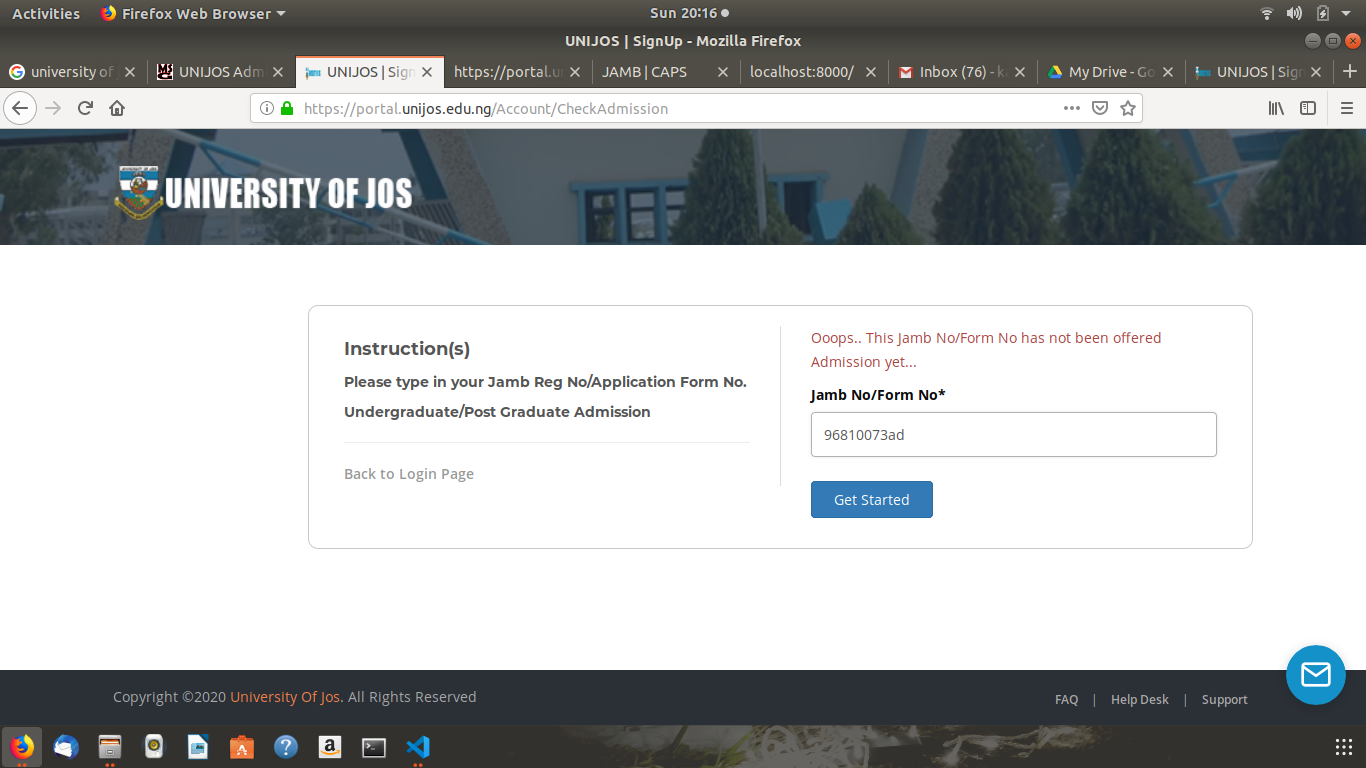 Activities Firefox Web Browser Sun 20:16
UNIJOS | SignUp - Mozilla Firefox
university of UNIJOS Adm UNIJOS | Sign https://portal.u JAMB | CAPS localhost:8000/ Inbox (76) - k My Drive - Go UNIJOS | Sign
https://portal.unijos.edu.ng/Account/CheckAdmission
UNIVERSITY OF JOS
Instruction(s)
Please type in your Jamb Reg No/Application Form No.
Undergraduate/Post Graduate Admission
Back to Login Page
Ooops.. This Jamb No/Form No has not been offered
Admission yet...
Jamb No/Form No*
96810073ad
Get Started
Copyright ©2020 University Of Jos. All Rights Reserved
FAQ | Help Desk | Support